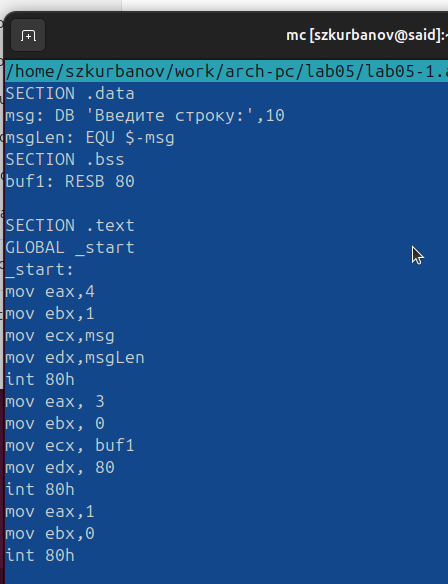 mc [szkurbanov@said]:
/home/szkurbanov/work/arch-pc/lab05/lab05-1.a
SECTION .data
msg: DB 'Введите строку:',10
msgLen: EQU $-msg
SECTION .bss
buf1: RESB 80
SECTION .text
GLOBAL _start
_start:
mov eax,4
mov ebx,1
mov ecx,msg
mov edx,msgLen
int 80h
mov eax, 3
mov ebx, 0
mov ecx, buf1
mov edx, 80
int 80h
mov eax,1
mov ebx,0
int 80h